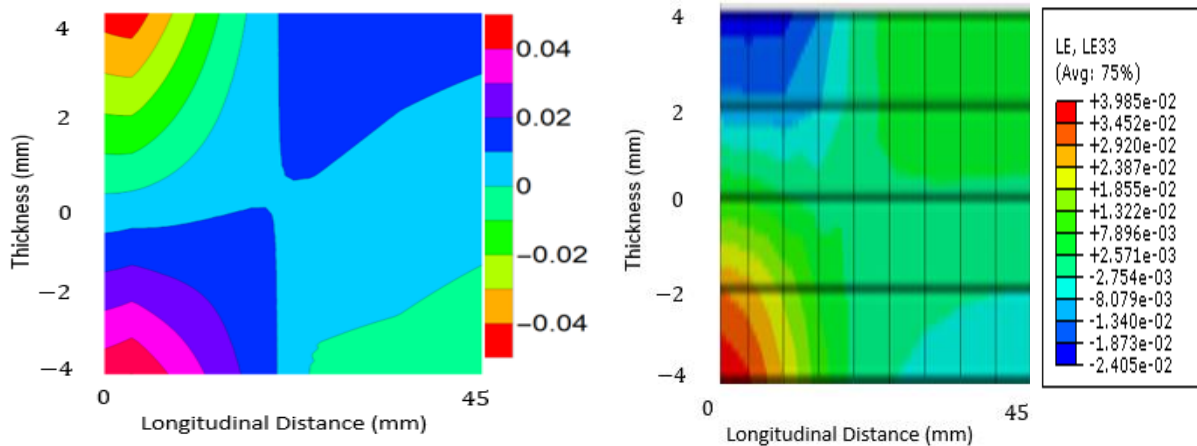 4
2
0
−2
−4
Thickness (mm)
0
45
Longitudinal Distance (mm)
0.04
0.02
0
−0.02
−0.04
4
2
0
−2
−4
Thickness (mm)
0
45
Longitudinal Distance (mm)
LE, LE33
(Avg: 75%)
+3.985e-02
+3.452e-02
+2.920e-02
+2.387e-02
+1.855e-02
+1.322e-02
+7.896e-03
+2.571e-03
-2.754e-03
-8.079e-03
-1.340e-02
-1.873e-02
-2.405e-02